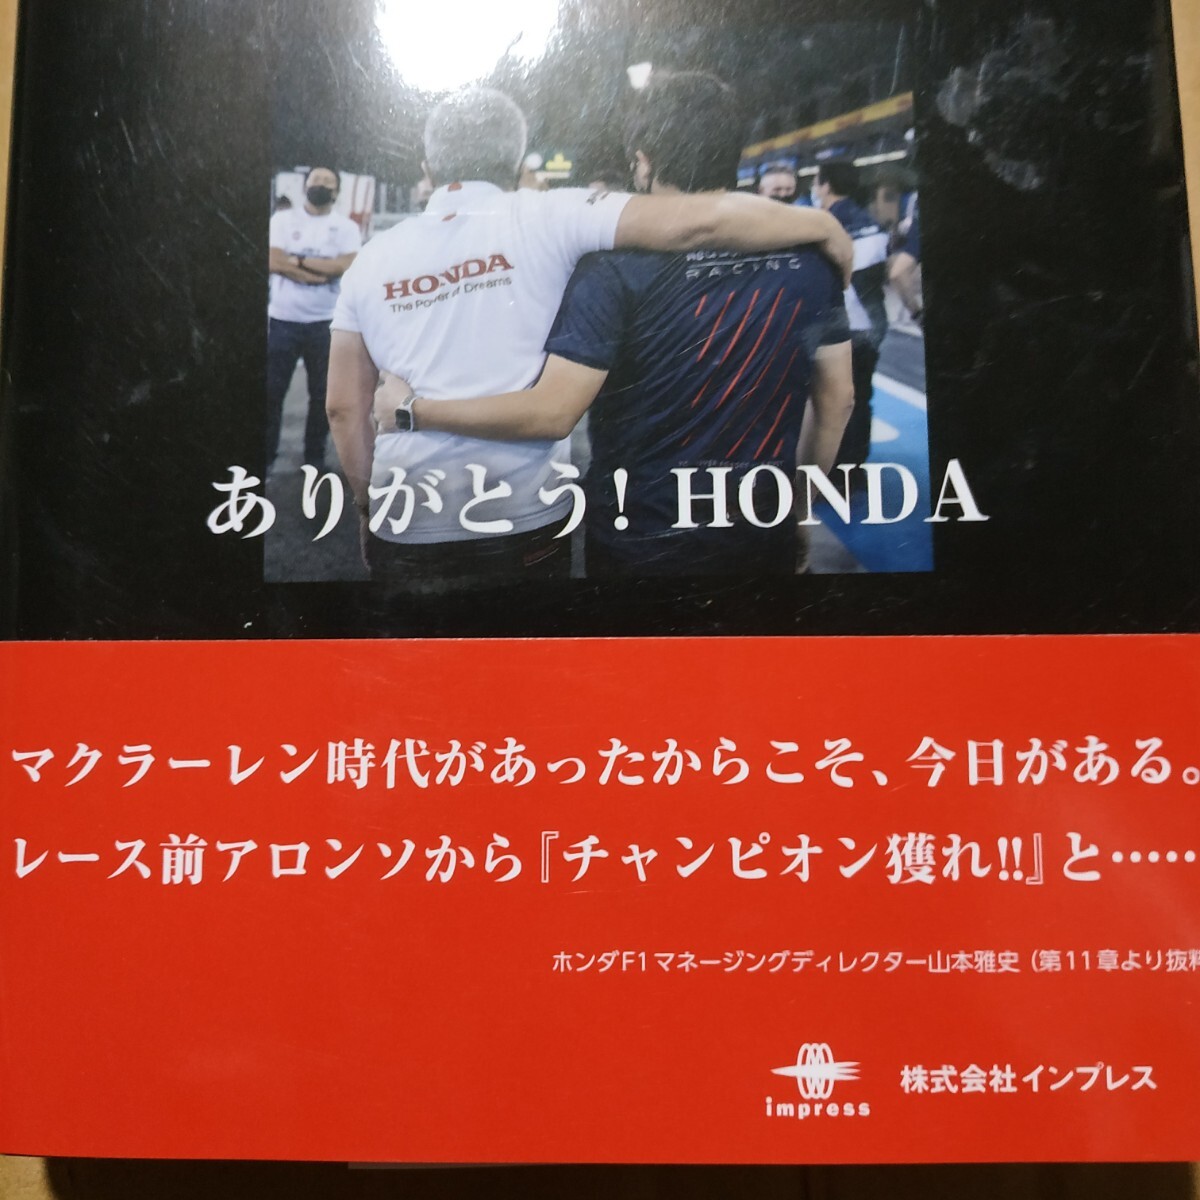 HONDA
The Power of Dreams
RACING
ありがとう! HONDA
マクラーレン時代があったからこそ、今日がある。
レース前アロンソから『チャンピオン獲れ!!』と……
ホンダF1マネージングディレクター山本雅史（第11章より抜粋
impress
株式会社インプレス